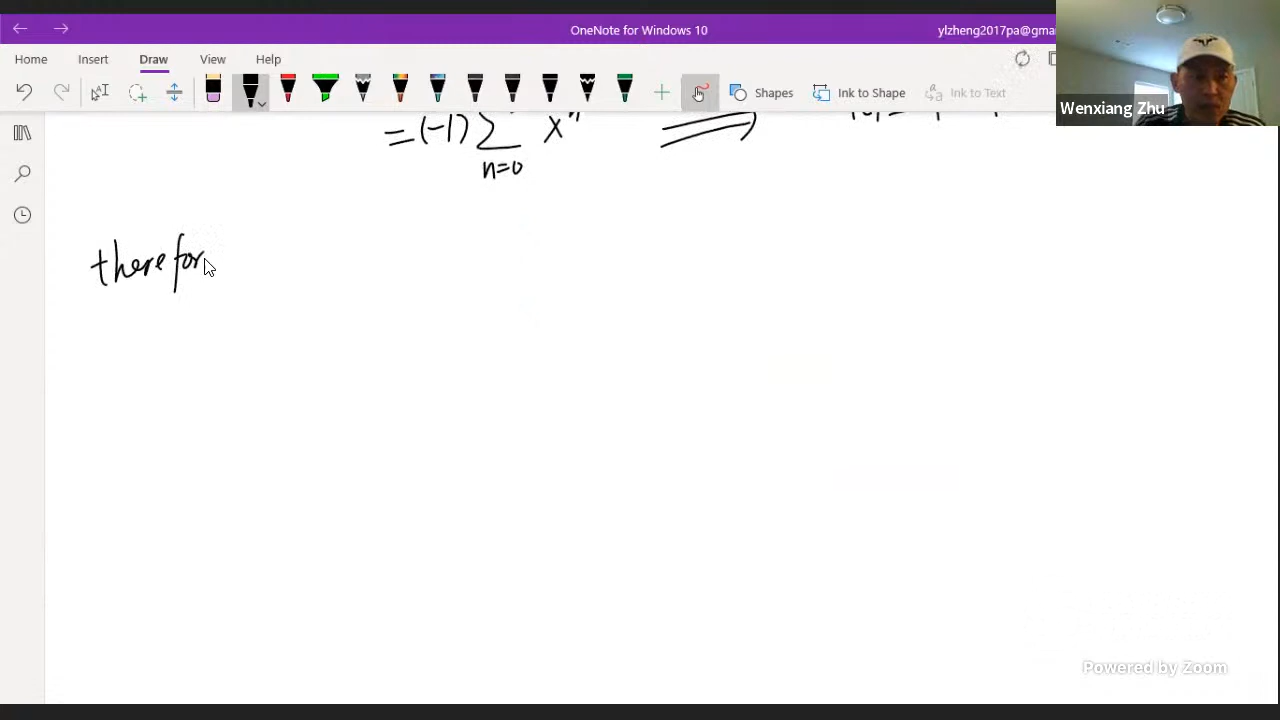 OneNote for Windows 10
ylzheng2017pa@gma
Home Insert Draw View Help
Shapes Ink to Shape Ink to Text
Wenxiang Zhu
= (-1) ∑ xⁿ
n=0
therefor
Powered by Zoom